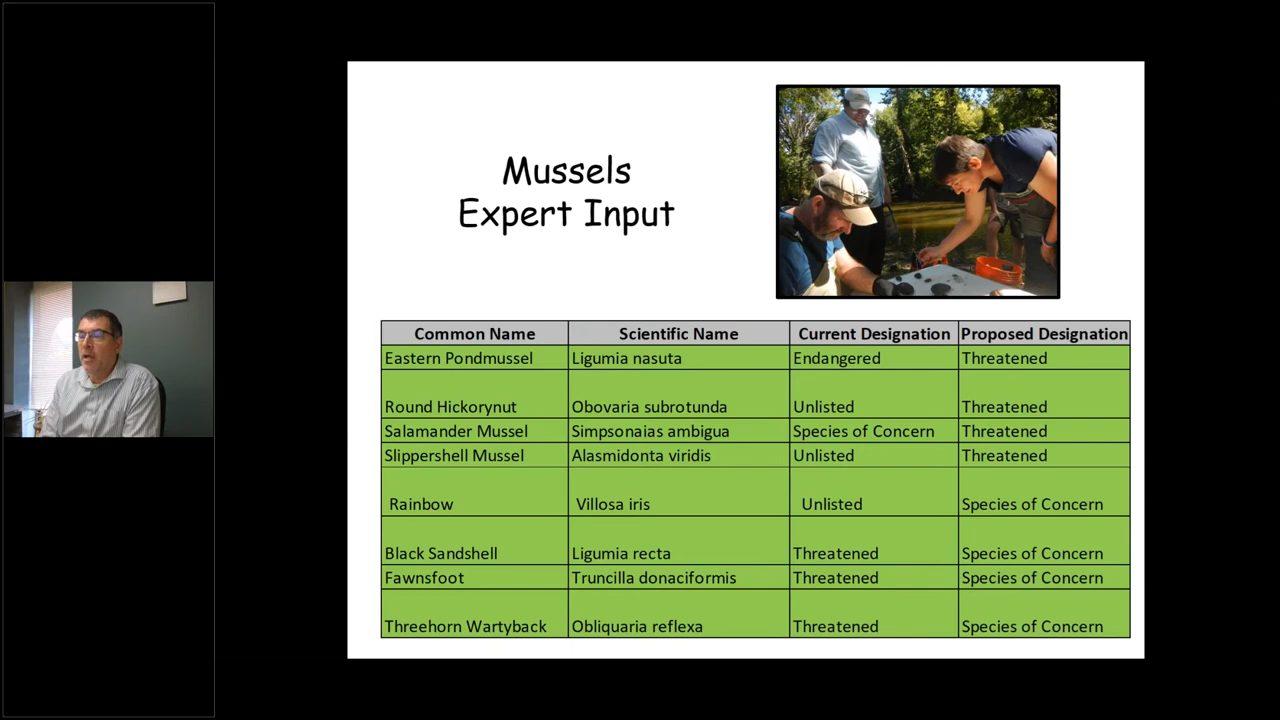 Mussels
Expert Input
Common Name Scientific Name Current Designation Proposed Designation
Eastern Pondmussel Ligumia nasuta Endangered Threatened
Round Hickorynut Obovaria subrotunda Unlisted Threatened
Salamander Mussel Simpsonaias ambigua Species of Concern Threatened
Slippershell Mussel Alasmidonta viridis Unlisted Threatened
Rainbow Villosa iris Unlisted Species of Concern
Black Sandshell Ligumia recta Threatened Species of Concern
Fawnsfoot Truncilla donaciformis Threatened Species of Concern
Threehorn Wartyback Obliquaria reflexa Threatened Species of Concern